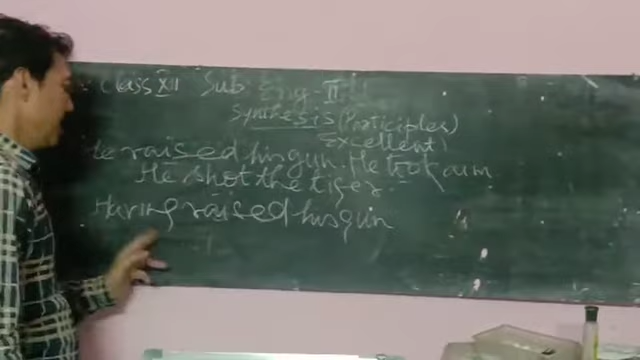 Class XII Sub Eng-II
Synthesis (Participles)
Excellent
He raised his gun. He took aim
He shot the tiger.
Having raised his gun